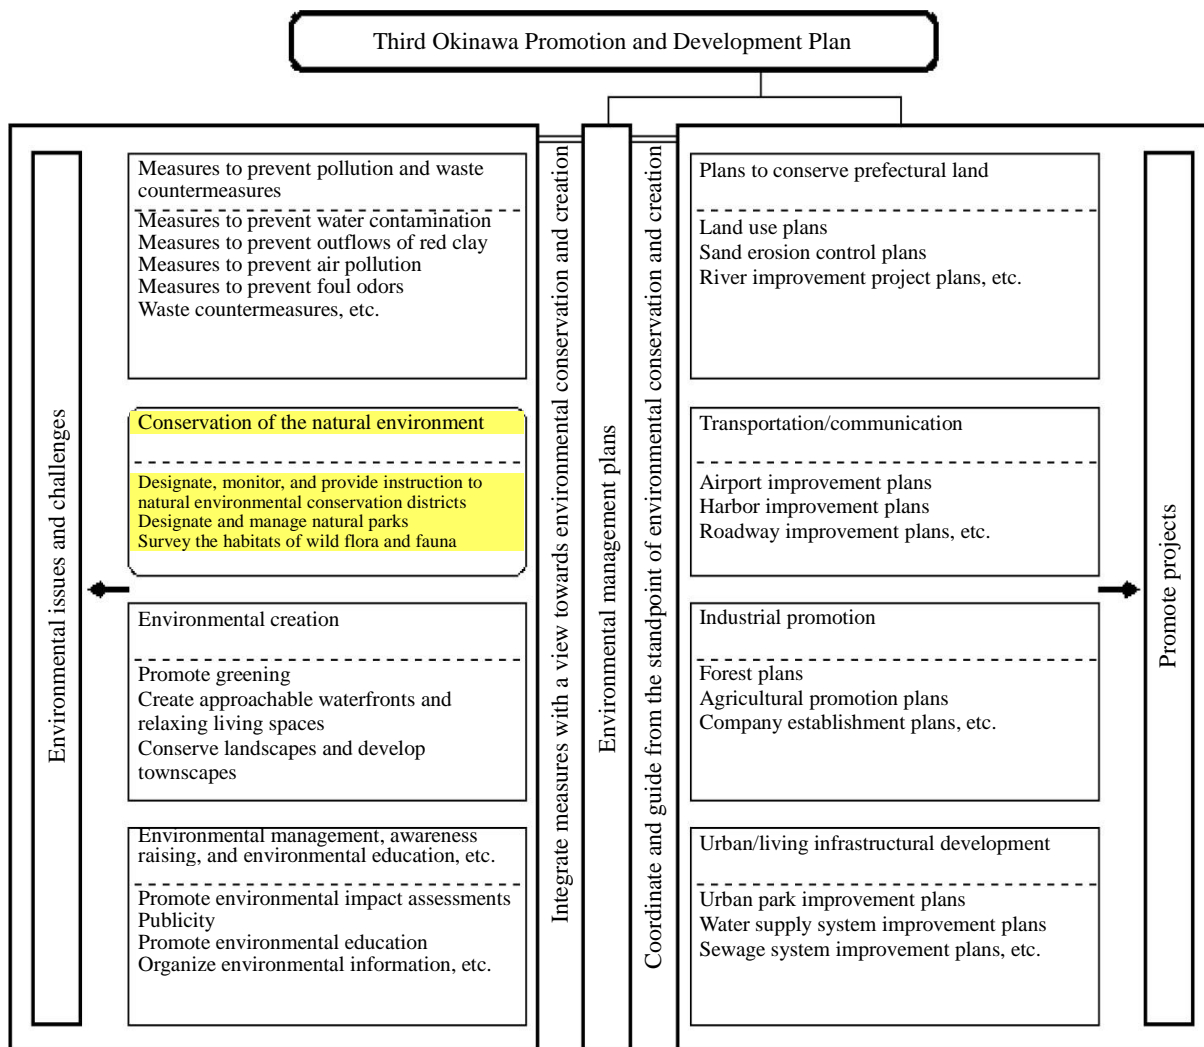 Third Okinawa Promotion and Development Plan
Environmental issues and challenges
Measures to prevent pollution and waste
countermeasures
Measures to prevent water contamination
Measures to prevent outflows of red clay
Measures to prevent air pollution
Measures to prevent foul odors
Waste countermeasures, etc.
Conservation of the natural environment
Designate, monitor, and provide instruction to
natural environmental conservation districts
Designate and manage natural parks
Survey the habitats of wild flora and fauna
Environmental creation
Promote greening
Create approachable waterfronts and
relaxing living spaces
Conserve landscapes and develop
townscapes
Environmental management, awareness
raising, and environmental education, etc.
Promote environmental impact assessments
Publicity
Promote environmental education
Organize environmental information, etc.
Integrate measures with a view towards environmental conservation and creation
Environmental management plans
Coordinate and guide from the standpoint of environmental conservation and creation
Plans to conserve prefectural land
Land use plans
Sand erosion control plans
River improvement project plans, etc.
Transportation/communication
Airport improvement plans
Harbor improvement plans
Roadway improvement plans, etc.
Industrial promotion
Forest plans
Agricultural promotion plans
Company establishment plans, etc.
Urban/living infrastructural development
Urban park improvement plans
Water supply system improvement plans
Sewage system improvement plans, etc.
Promote projects